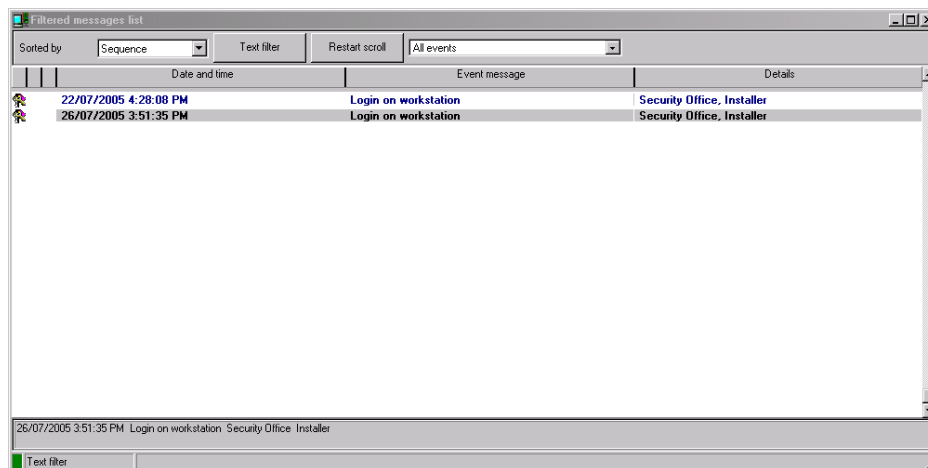 Filtered messages list
Sorted by Sequence Text filter Restart scroll All events
Date and time Event message Details
22/07/2005 4:28:08 PM Login on workstation Security Office, Installer
26/07/2005 3:51:35 PM Login on workstation Security Office, Installer
26/07/2005 3:51:35 PM Login on workstation Security Office Installer
Text filter